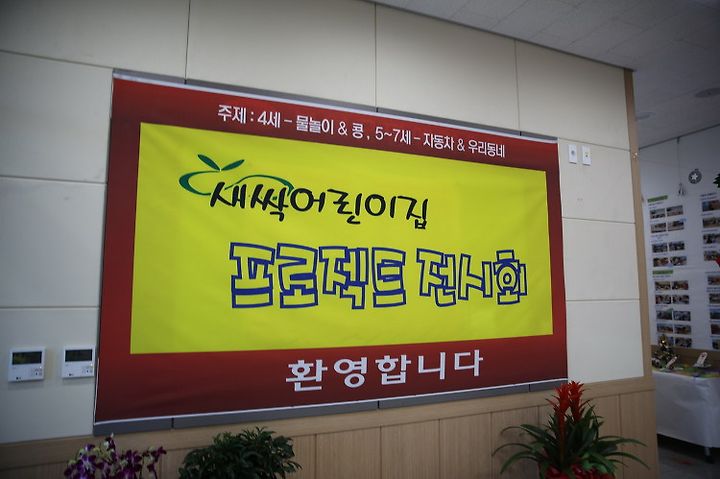 주제 : 4세 - 물놀이 & 콩, 5~7세 - 자동차 & 우리동네
새싹어린이집
프로젝트 전시회
환영합니다